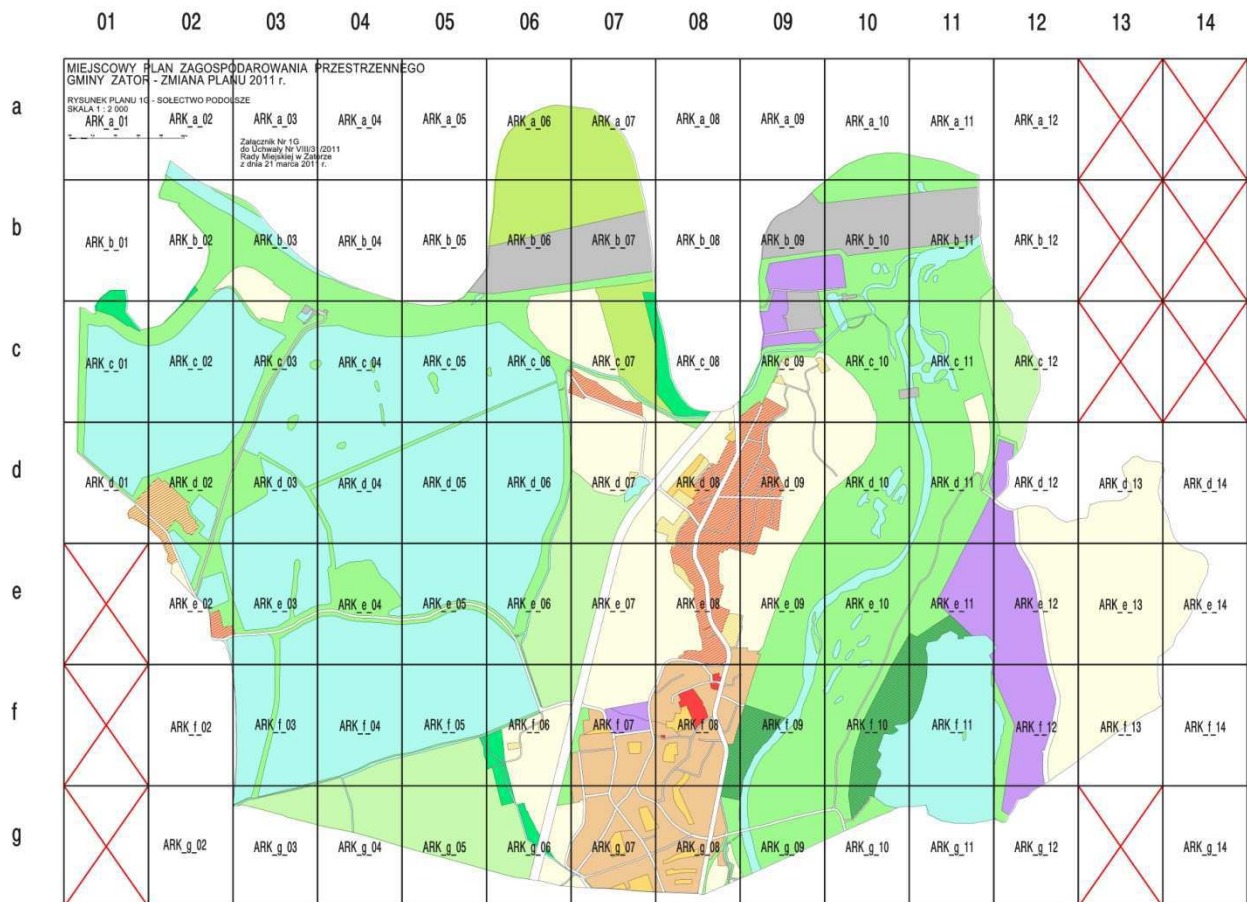 01 02 03 04 05 06 07 08 09 10 11 12 13 14
MIEJSCOWY PLAN ZAGOSPODAROWANIA PRZESTRZENNEGO
GMINY ZATOR - ZMIANA PLANU 2011 r.
RYSUNEK PLANU 1G - SOŁECTWO PODOLSZE
SKALA 1 : 2 000
a ARK_a_01 ARK_a_02 ARK_a_03 ARK_a_04 ARK_a_05 ARK_a_06 ARK_a_07 ARK_a_08 ARK_a_09 ARK_a_10 ARK_a_11 ARK_a_12
Załącznik Nr 1G
do Uchwały Nr
Rady Miejskiej w Zatorze
z dnia 21 marca 2011 r.
b ARK_b_01 ARK_b_02 ARK_b_03 ARK_b_04 ARK_b_05 ARK_b_06 ARK_b_07 ARK_b_08 ARK_b_09 ARK_b_10 ARK_b_11 ARK_b_12
c ARK_c_01 ARK_c_02 ARK_c_03 ARK_c_04 ARK_c_05 ARK_c_06 ARK_c_07 ARK_c_08 ARK_c_09 ARK_c_10 ARK_c_11 ARK_c_12
d ARK_d_01 ARK_d_02 ARK_d_03 ARK_d_04 ARK_d_05 ARK_d_06 ARK_d_07 ARK_d_08 ARK_d_09 ARK_d_10 ARK_d_11 ARK_d_12 ARK_d_13 ARK_d_14
e ARK_e_02 ARK_e_03 ARK_e_04 ARK_e_05 ARK_e_06 ARK_e_07 ARK_e_08 ARK_e_09 ARK_e_10 ARK_e_11 ARK_e_12 ARK_e_13 ARK_e_14
f ARK_f_02 ARK_f_03 ARK_f_04 ARK_f_05 ARK_f_06 ARK_f_07 ARK_f_08 ARK_f_09 ARK_f_10 ARK_f_11 ARK_f_12 ARK_f_13 ARK_f_14
g ARK_g_02 ARK_g_03 ARK_g_04 ARK_g_05 ARK_g_06 ARK_g_07 ARK_g_08 ARK_g_09 ARK_g_10 ARK_g_11 ARK_g_12 ARK_g_14